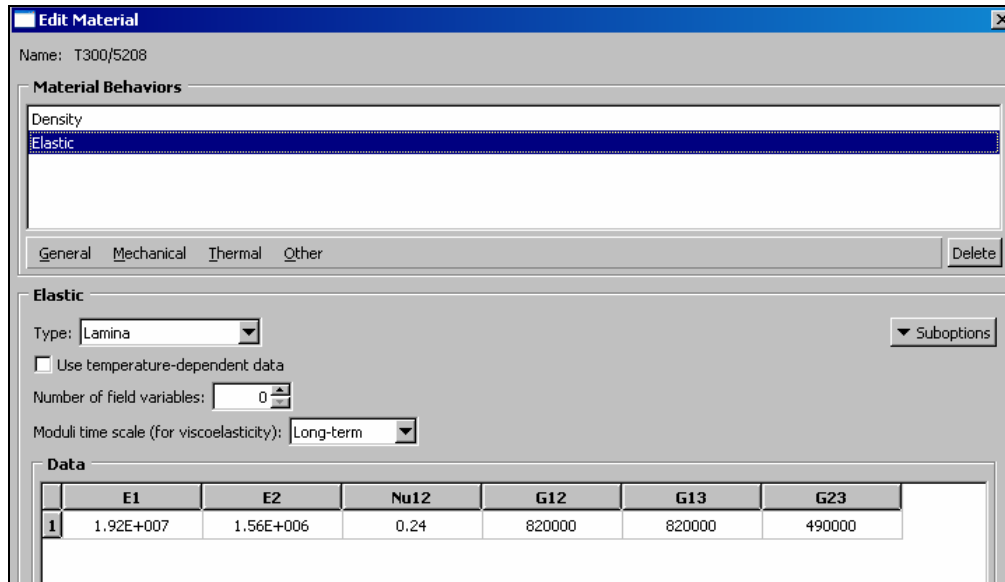 Edit Material
Name: T300/5208
Material Behaviors
Density
Elastic
General Mechanical Thermal Other Delete
Elastic
Type: Lamina Suboptions
Use temperature-dependent data
Number of field variables: 0
Moduli time scale (for viscoelasticity): Long-term
Data
E1 E2 Nu12 G12 G13 G23
1 1.92E+007 1.56E+006 0.24 820000 820000 490000